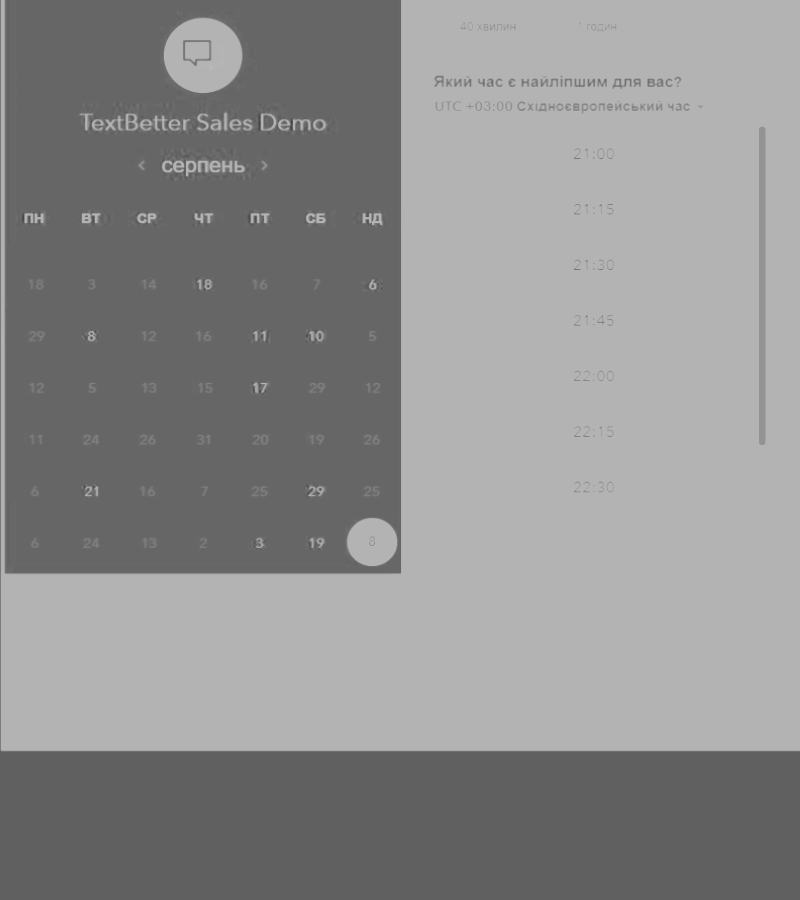 TextBetter Sales Demo
‹ серпень ›
ПН ВТ СР ЧТ ПТ СБ НД
18 3 14 18 16 7 6
29 8 12 16 11 10 5
12 5 13 15 17 29 12
11 24 26 31 20 19 26
6 21 16 7 25 29 25
6 24 13 2 3 19 8
40 хвилин 1 годин
Який час є найліпшим для вас?
UTC +03:00 Східноєвропейський час
21:00
21:15
21:30
21:45
22:00
22:15
22:30